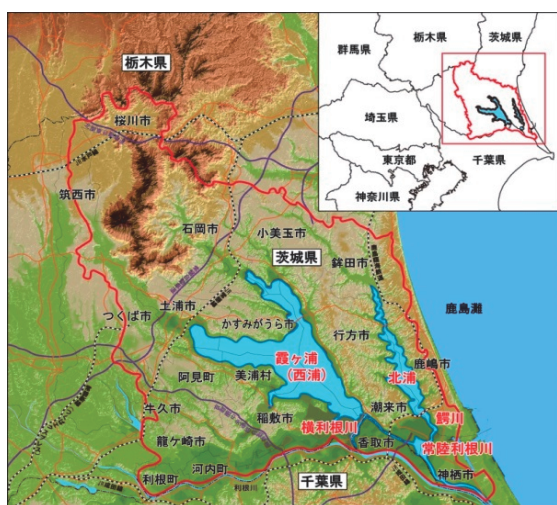 栃木県
茨城県
群馬県
埼玉県
東京都
千葉県
神奈川県
栃木県
桜川市
筑西市
石岡市
小美玉市
茨城県
鉾田市
鹿島灘
土浦市
つくば市
かすみがうら市
行方市
霞ヶ浦
(西浦)
北浦
鹿嶋市
阿見町
美浦村
潮来市
鰐川
牛久市
稲敷市
横利根川
常陸利根川
香取市
龍ケ崎市
河内町
神栖市
利根町
利根川
千葉県